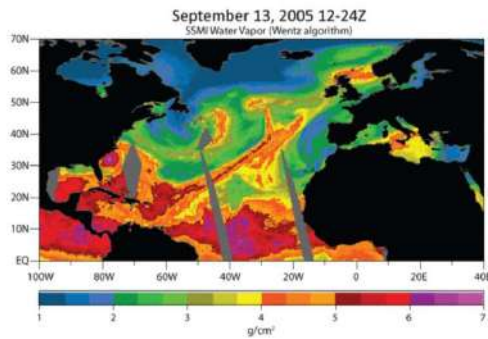 September 13, 2005 12-24Z
SSMI Water Vapor (Wentz algorithm)
70N
60N
50N
40N
30N
20N
10N
EQ
100W 80W 60W 40W 20W 0 20E 40E
1 2 3 4 5 6 7
g/cm²